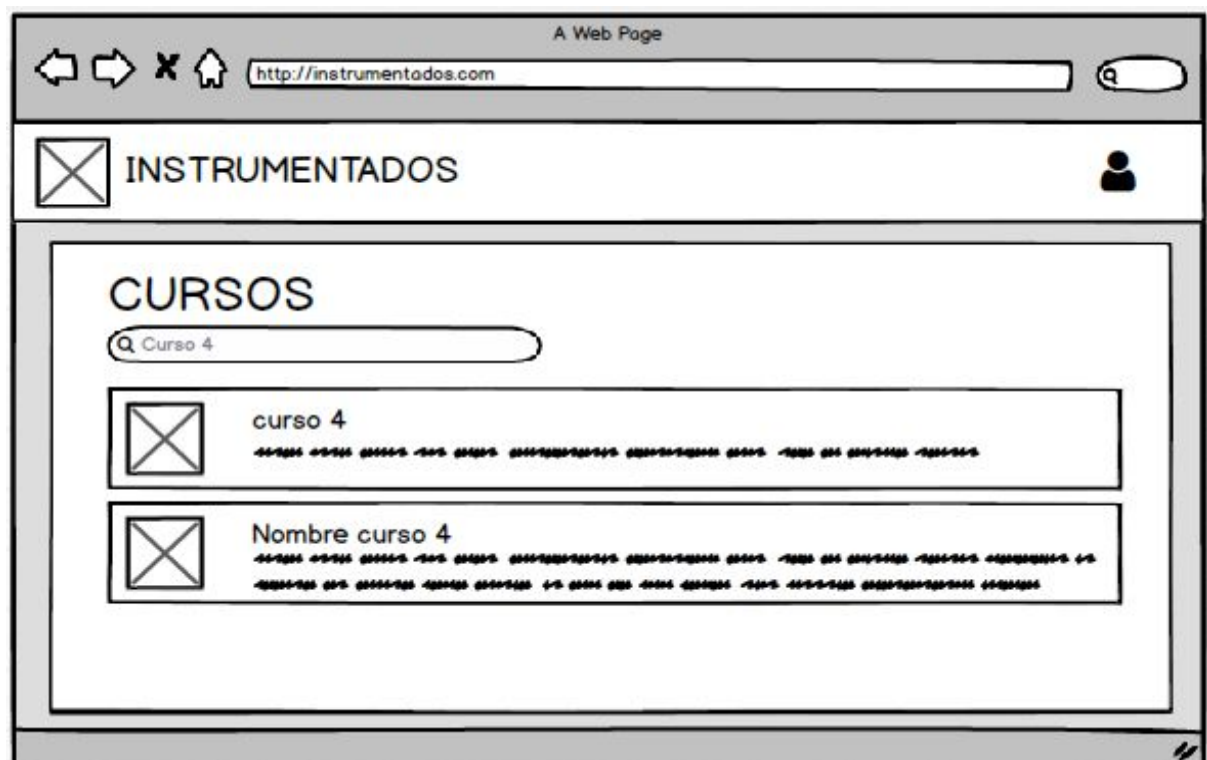 A Web Page
http://instrumentados.com
INSTRUMENTADOS
CURSOS
Curso 4
curso 4
Nombre curso 4